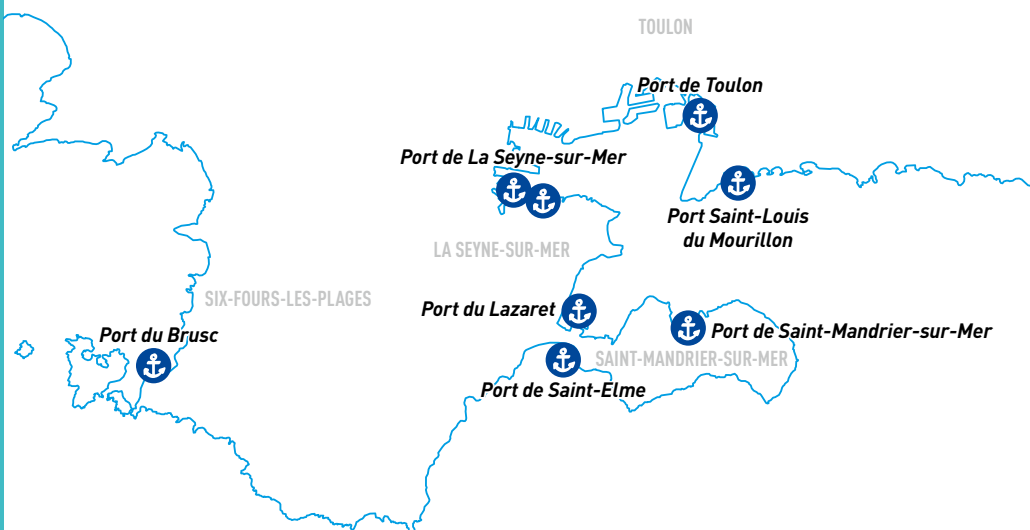 TOULON
Port de Toulon
Port de La Seyne-sur-Mer
Port Saint-Louis
du Mourillon
LA SEYNE-SUR-MER
SIX-FOURS-LES-PLAGES
Port du Lazaret
Port du Brusc
Port de Saint-Mandrier-sur-Mer
SAINT-MANDRIER-SUR-MER
Port de Saint-Elme